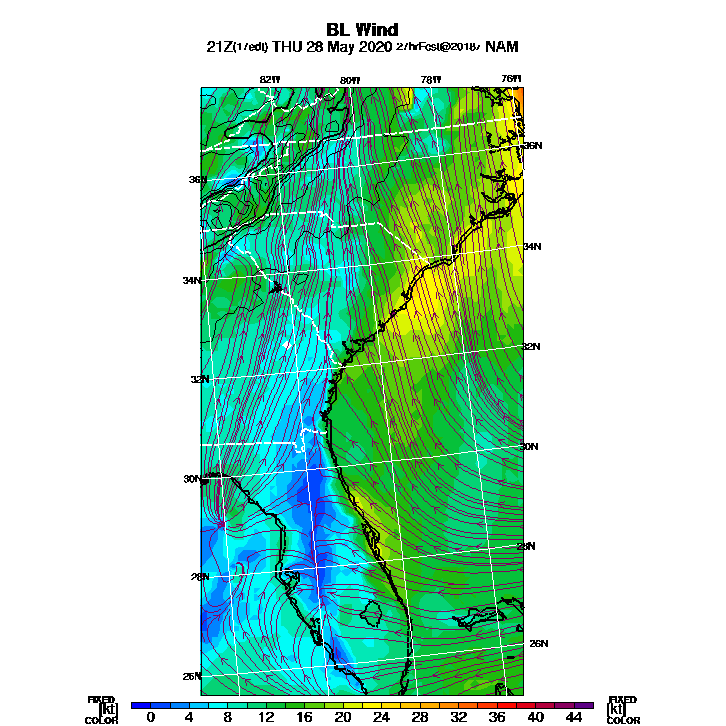 BL Wind
21Z(17edt) THU 28 May 2020 27hrFcst@2018z NAM
82W 80W 78W 76W
36N
36N
34N
34N
32N
32N
30N
30N
28N
28N
26N
26N
FIXED FIXED
[kt] 0 4 8 12 16 20 24 28 32 36 40 44 [kt]
COLOR COLOR